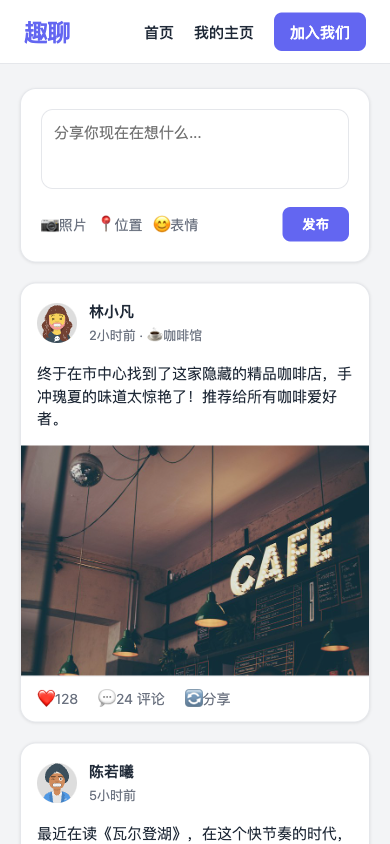 趣聊
首页 我的主页 加入我们
分享你现在在想什么...
📷照片 📍位置 😊表情 发布
林小凡
2小时前 · ☕咖啡馆
终于在市中心找到了这家隐藏的精品咖啡店，手
冲瑰夏的味道太惊艳了！推荐给所有咖啡爱好
者。
CAFE
❤️128 💬24 评论 🔄分享
陈若曦
5小时前
最近在读《瓦尔登湖》，在这个快节奏的时代，